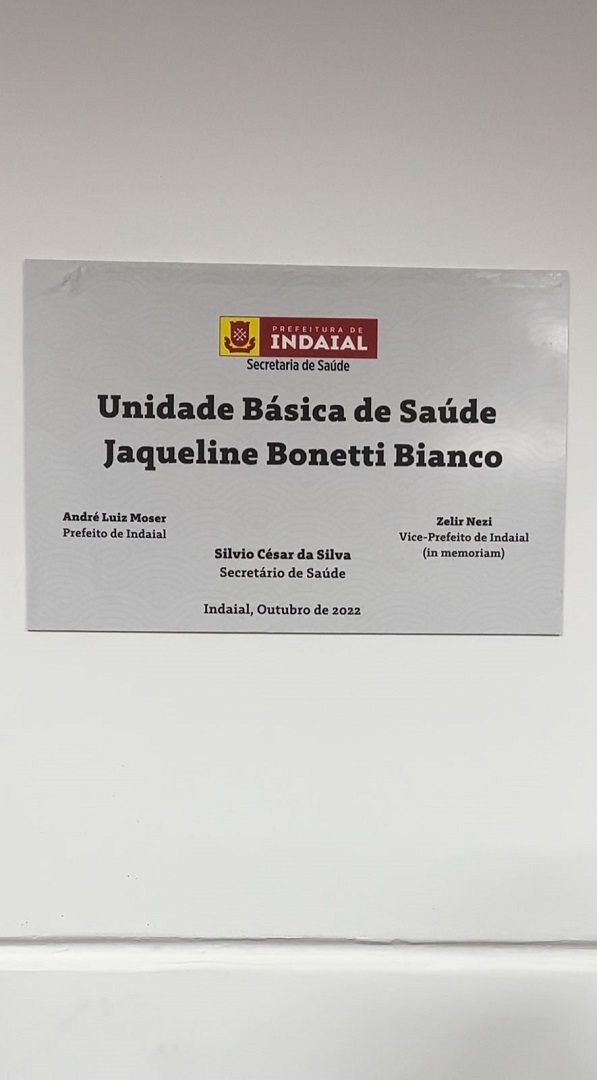 PREFEITURA DE
INDAIAL
Secretaria de Saúde
Unidade Básica de Saúde
Jaqueline Bonetti Bianco
André Luiz Moser
Prefeito de Indaial
Zelir Nezi
Vice-Prefeito de Indaial
(in memoriam)
Silvio César da Silva
Secretário de Saúde
Indaial, Outubro de 2022